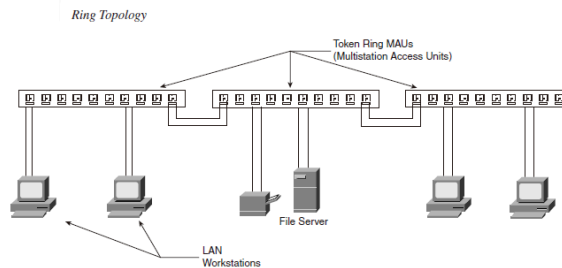 Ring Topology
Token Ring MAUs
(Multistation Access Units)
File Server
LAN
Workstations